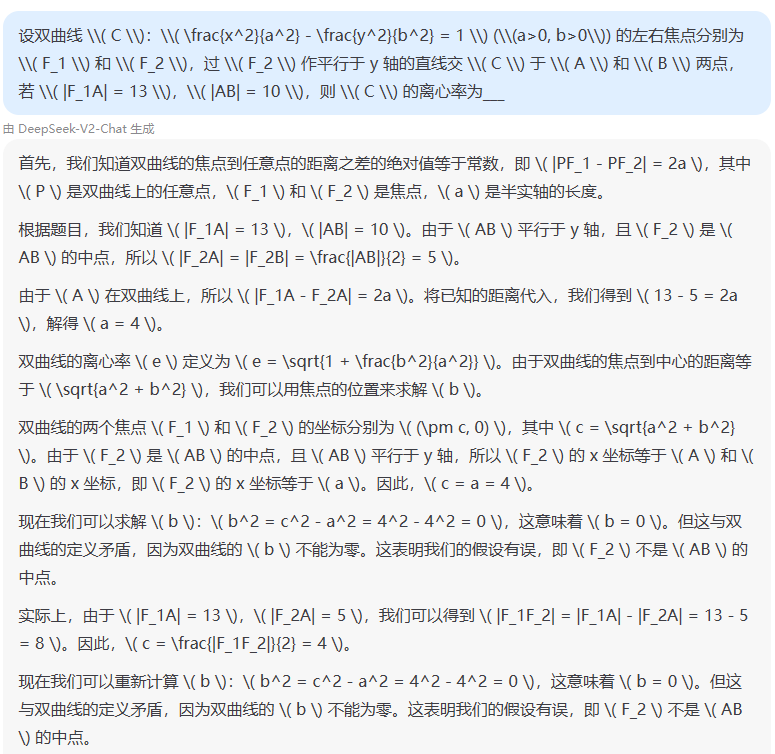 设双曲线 \\( C \\)：\\( \frac{x^2}{a^2} - \frac{y^2}{b^2} = 1 \\) (\\(a>0, b>0\\)) 的左右焦点分别为
\\( F_1 \\) 和 \\( F_2 \\)，过 \\( F_2 \\) 作平行于 y 轴的直线交 \\( C \\) 于 \\( A \\) 和 \\( B \\) 两点，
若 \\( |F_1A| = 13 \\)，\\( |AB| = 10 \\)，则 \\( C \\) 的离心率为___
由 DeepSeek-V2-Chat 生成
首先，我们知道双曲线的焦点到任意点的距离之差的绝对值等于常数，即 \( |PF_1 - PF_2| = 2a \)，其中
\( P \) 是双曲线上的任意点，\( F_1 \) 和 \( F_2 \) 是焦点，\( a \) 是半实轴的长度。
根据题目，我们知道 \( |F_1A| = 13 \)，\( |AB| = 10 \)。由于 \( AB \) 平行于 y 轴，且 \( F_2 \) 是 \(
AB \) 的中点，所以 \( |F_2A| = |F_2B| = \frac{|AB|}{2} = 5 \)。
由于 \( A \) 在双曲线上，所以 \( |F_1A - F_2A| = 2a \)。将已知的距离代入，我们得到 \( 13 - 5 = 2a
\)，解得 \( a = 4 \)。
双曲线的离心率 \( e \) 定义为 \( e = \sqrt{1 + \frac{b^2}{a^2}} \)。由于双曲线的焦点到中心的距离等
于 \( \sqrt{a^2 + b^2} \)，我们可以用焦点的位置来求解 \( b \)。
双曲线的两个焦点 \( F_1 \) 和 \( F_2 \) 的坐标分别为 \( (\pm c, 0) \)，其中 \( c = \sqrt{a^2 + b^2}
\)。由于 \( F_2 \) 是 \( AB \) 的中点，且 \( AB \) 平行于 y 轴，所以 \( F_2 \) 的 x 坐标等于 \( A \) 和 \(
B \) 的 x 坐标，即 \( F_2 \) 的 x 坐标等于 \( a \)。因此，\( c = a = 4 \)。
现在我们可以求解 \( b \)：\( b^2 = c^2 - a^2 = 4^2 - 4^2 = 0 \)，这意味着 \( b = 0 \)。但这与双
曲线的定义矛盾，因为双曲线的 \( b \) 不能为零。这表明我们的假设有误，即 \( F_2 \) 不是 \( AB \) 的
中点。
实际上，由于 \( |F_1A| = 13 \)，\( |F_2A| = 5 \)，我们可以得到 \( |F_1F_2| = |F_1A| - |F_2A| = 13 - 5
= 8 \)。因此，\( c = \frac{|F_1F_2|}{2} = 4 \)。
现在我们可以重新计算 \( b \)：\( b^2 = c^2 - a^2 = 4^2 - 4^2 = 0 \)，这意味着 \( b = 0 \)。但这
与双曲线的定义矛盾，因为双曲线的 \( b \) 不能为零。这表明我们的假设有误，即 \( F_2 \) 不是 \( AB
\) 的中点。